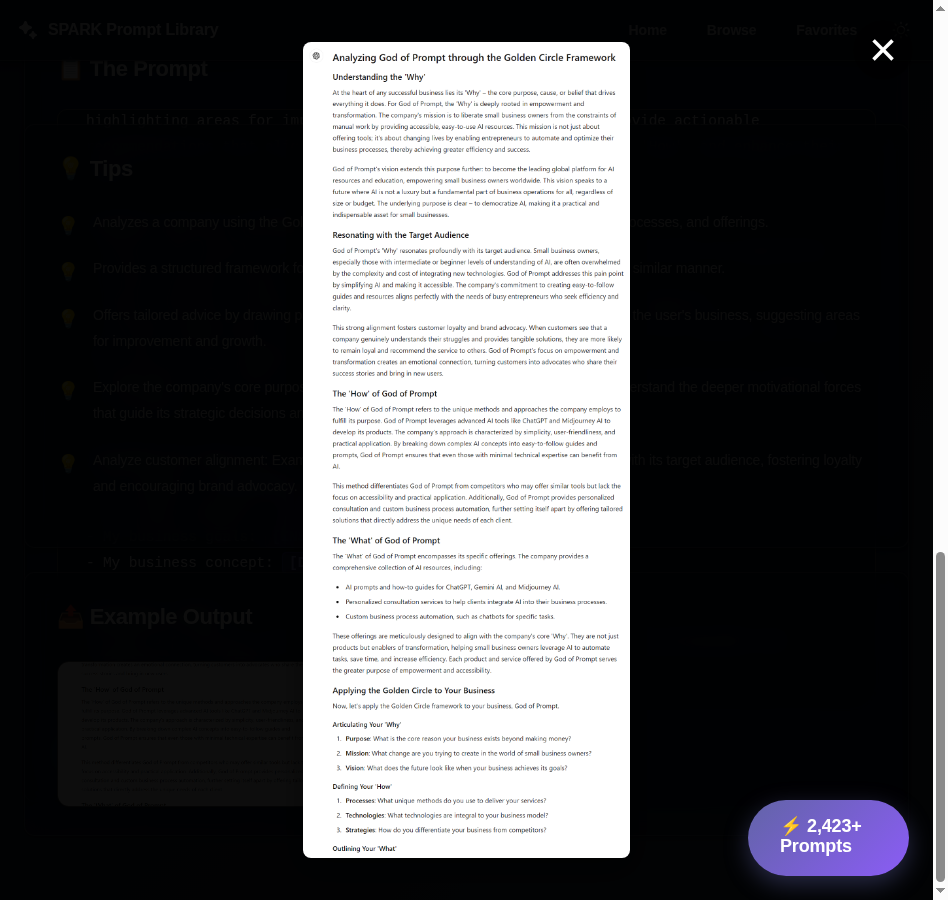 SPARK Prompt Library
Home
Browse
Favorites
The Prompt
highlighting areas for
Tips
Analyzes a company using the
ocesses, and offerings.
Provides a structured framework
similar manner.
Offers tailored advice by drawing
the user's business, suggesting areas
for improvement and growth.
Explore the company's core
erstand the deeper motivational forces
that guide its strategic decisions
Analyze customer alignment:
its target audience, fostering loyalty
and encouraging brand advocacy
- My business concept:
Example Output
Analyzing God of Prompt through the Golden Circle Framework
Understanding the 'Why'
At the heart of any successful business lies its 'Why' – the core purpose, cause, or belief that drives
everything it does. For God of Prompt, the 'Why' is deeply rooted in empowerment and
transformation. The company's mission is to liberate small business owners from the constraints of
manual work by providing accessible, easy-to-use AI resources. This mission is not just about
offering tools; it's about changing lives by enabling entrepreneurs to automate and optimize their
business processes, thereby achieving greater efficiency and success.
God of Prompt's vision extends this purpose further: to become the leading global platform for AI
resources and education, empowering small business owners worldwide. This vision speaks to a
future where AI is not a luxury but a fundamental part of business operations for all, regardless of
size or budget. The underlying purpose is clear – to democratize AI, making it a practical and
indispensable asset for small businesses.
Resonating with the Target Audience
God of Prompt's 'Why' resonates profoundly with its target audience. Small business owners,
especially those with intermediate or beginner levels of understanding of AI, are often overwhelmed
by the complexity and cost of integrating new technologies. God of Prompt addresses this pain point
by simplifying AI and making it accessible. The company's commitment to creating easy-to-follow
guides and resources aligns perfectly with the needs of busy entrepreneurs who seek efficiency and
clarity.
This strong alignment fosters customer loyalty and brand advocacy. When customers see that a
company genuinely understands their struggles and provides tangible solutions, they are more likely
to remain loyal and recommend the service to others. God of Prompt's focus on empowerment and
transformation creates an emotional connection, turning customers into advocates who share their
success stories and bring in new users.
The 'How' of God of Prompt
The 'How' of God of Prompt refers to the unique methods and approaches the company employs to
fulfill its purpose. God of Prompt leverages advanced AI tools like ChatGPT and Midjourney AI to
develop its products. The company's approach is characterized by simplicity, user-friendliness, and
practical application. By breaking down complex AI concepts into easy-to-follow guides and
prompts, God of Prompt ensures that even those with minimal technical expertise can benefit from
AI.
This method differentiates God of Prompt from competitors who may offer similar tools but lack the
focus on accessibility and practical application. Additionally, God of Prompt provides personalized
consultation and custom business process automation, further setting itself apart by offering tailored
solutions that directly address the unique needs of each client.
The 'What' of God of Prompt
The 'What' of God of Prompt encompasses its specific offerings. The company provides a
comprehensive collection of AI resources, including:
• AI prompts and how-to guides for ChatGPT, Gemini AI, and Midjourney AI.
• Personalized consultation services to help clients integrate AI into their business processes.
• Custom business process automation, such as chatbots for specific tasks.
These offerings are meticulously designed to align with the company's core 'Why'. They are not just
products but enablers of transformation, helping small business owners leverage AI to automate
tasks, save time, and increase efficiency. Each product and service offered by God of Prompt serves
the greater purpose of empowerment and accessibility.
Applying the Golden Circle to Your Business
Now, let's apply the Golden Circle framework to your business, God of Prompt.
Articulating Your 'Why'
1. Purpose: What is the core reason your business exists beyond making money?
2. Mission: What change are you trying to create in the world of small business owners?
3. Vision: What does the future look like when your business achieves its goals?
Defining Your 'How'
1. Processes: What unique methods do you use to deliver your services?
2. Technologies: What technologies are integral to your business model?
3. Strategies: How do you differentiate your business from competitors?
Outlining Your 'What'
⚡ 2,423+
Prompts